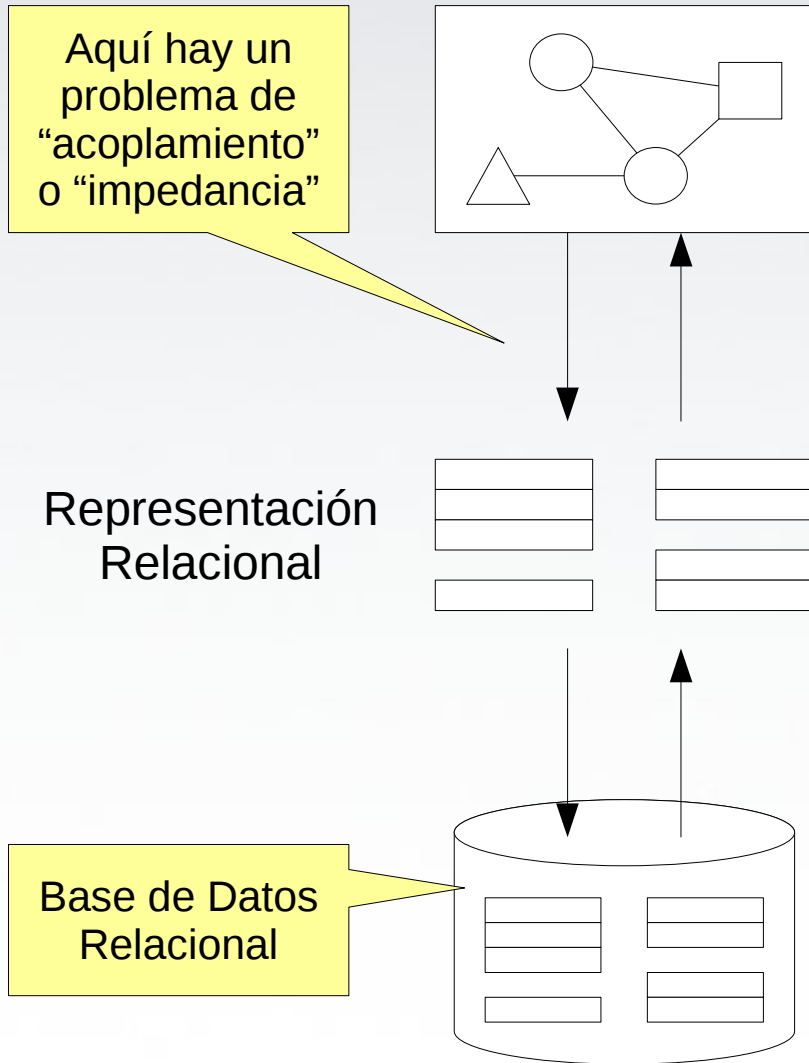 Aquí hay un
problema de
“acoplamiento”
o “impedancia”
Representación
Relacional
Base de Datos
Relacional